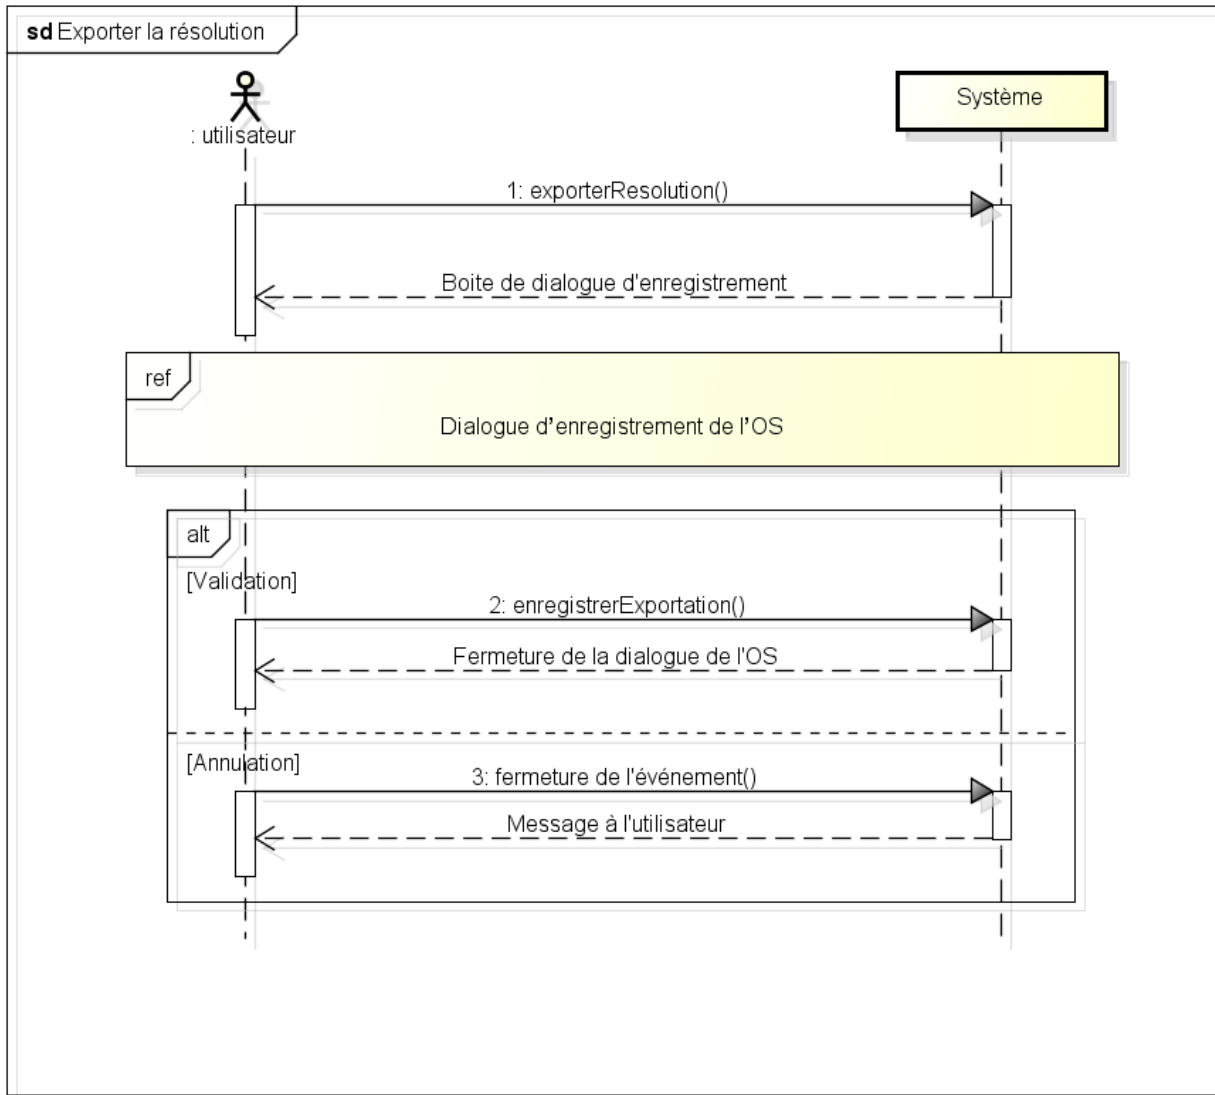 sd Exporter la résolution
: utilisateur
Système
1: exporterResolution()
Boite de dialogue d'enregistrement
ref
Dialogue d’enregistrement de l’OS
alt
[Validation]
2: enregistrerExportation()
Fermeture de la dialogue de l'OS
[Annulation]
3: fermeture de l'événement()
Message à l'utilisateur